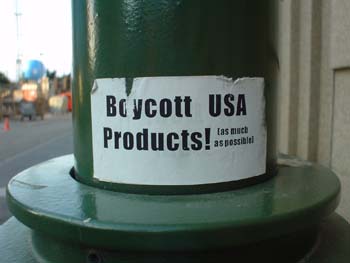 Boycott USA
Products! (as much
as possible)